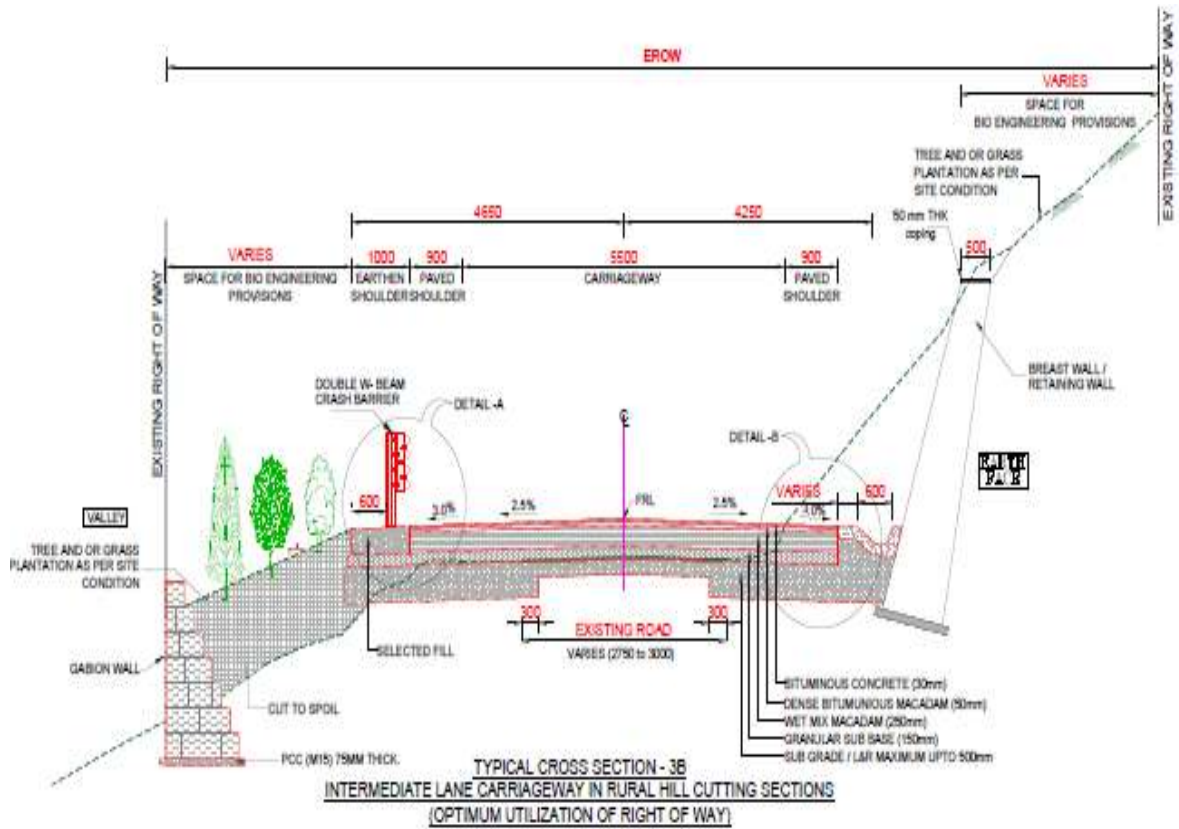 EROW
VARIES
SPACE FOR
BIO ENGINEERING PROVISIONS
EXISTING RIGHT OF WAY
TREE AND OR GRASS
PLANTATION AS PER
SITE CONDITION
4650
4250
50 mm THK
coping
500
VARIES
1000
900
5500
900
SPACE FOR BIO ENGINEERING
PROVISIONS
EARTHEN
SHOULDER
PAVED
SHOULDER
CARRIAGEWAY
PAVED
SHOULDER
EXISTING RIGHT OF WAY
BREAST WALL /
RETAINING WALL
DOUBLE W- BEAM
CRASH BARRIER
DETAIL -A
DETAIL -B
EARTH
FACE
VARIES
600
600
3.0%
2.5%
FRL
2.5%
3.0%
VALLEY
TREE AND OR GRASS
PLANTATION AS PER SITE
CONDITION
300
300
EXISTING ROAD
VARIES (2750 to 3000)
SELECTED FILL
GABION WALL
CUT TO SPOIL
BITUMINOUS CONCRETE (30mm)
DENSE BITUMUNIOUS MACADAM (50mm)
WET MIX MACADAM (250mm)
GRANULAR SUB BASE (150mm)
SUB GRADE / L&R MAXIMUM UPTO 500mm
PCC (M15) 75MM THICK.
TYPICAL CROSS SECTION - 3B
INTERMEDIATE LANE CARRIAGEWAY IN RURAL HILL CUTTING SECTIONS
(OPTIMUM UTILIZATION OF RIGHT OF WAY)